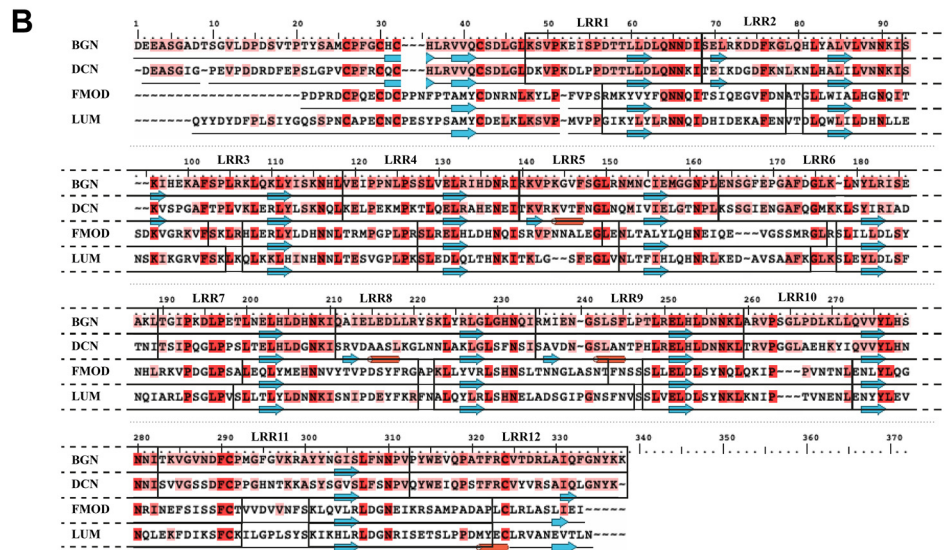 B
1 10 20 30 40 50 LRR1 60 70 LRR2 80 90
BGN DEEASGADTSGVLDPDSVTPTYSAMCPFGCHC---HLRVVQCSDLGLKSVPKEISPDTTLLDLQNNDISELRKDDFKGLQHLYALVLVNNKIS
DCN -DEASGIG-PEVPDDRDFEPSLGPVCPFRCQC---HLRVVQCSDLGLDKVPKDLPPDTTLLDLQNNKITEIKDGDFKNLKNLHALILVNNKIS
FMOD --------------------PDPRDCPQECDCPPNFPTAMYCDNRNLKYLP-FVPSRMKYVYFQNNQITSIQEGVFDNATGLLWIALHGNQIT
LUM -------QYYDYDFPLSIYGQSSPNCAPECNCPESYPSAMYCDELKLKSVP-MVPPGIKYLYLRNNQIDHIDEKAFENVTDLQWLILDHNLLE
100 LRR3 110 120 LRR4 130 140 LRR5 150 160 170 LRR6 180
BGN --KIHEKAFSPLRKLQKLYISKNHLVEIPPNLPSSLVELRIHDNRIRKVPKGVFSGLRNMNCIEMGGNPLENSGFEPGAFDGLK-LNYLRISE
DCN --KVSPGAFTPLVKLERLYLSKNQLKELPEKMPKTLQELRAHENEITKVRKVTFNGLNQMIVIELGTNPLKSSGIENGAFQGMKKLSYIRIAD
FMOD SDKVGRKVFSKLRHLERLYLDHNNLTRMPGPLPRSLRELHLDHNQISRVPNNALEGLENLTALYLQHNEIQE---VGSSMRGLRSLILLDLSY
LUM NSKIKGRVFSKLKQLKKLHINHNNLTESVGPLPKSLEDLQLTHNKITKLG--SFEGLVNLTFIHLQHNRLKED-AVSAAFKGLKSLEYLDLSF
190 LRR7 200 210 LRR8 220 230 240 LRR9 250 260 LRR10 270
BGN AKLTGIPKDLPETLNELHLDHNKIQAIELEDLLRYSKLYRLGLGHNQIRMIEN-GSLSFLPTLRELHLDNNKLARVPSGLPDLKLLQVVYLHS
DCN TNITSIPQGLPPSLTELHLDGNKISRVDAASLKGLNNLAKLGLSFNSISAVDN-GSLANTPHLRELHLDNNKLTRVPGGLAEHKYIQVVYLHN
FMOD NHLRKVPDGLPSALEQLYMEHNNVYTVPDSYFRGAPKLLYVRLSHNSLTNNGLASNTFNSSSLLELDLSYNQLQKIP---PVNTNLENLYLQG
LUM NQIARLPSGLPVSLLTLYLDNNKISNIPDEYFKRFNALQYLRLSHNELADSGIPGNSFNVSSLVELDLSYNKLKNIP---TVNENLENYYLEV
280 290 LRR11 300 310 320 LRR12 330 340 350 360 370
BGN NNITKVGVNDFCPMGFGVKRAYYNGISLFNNPVPYWEVQPATFRCVTDRLAIQFGNYKK
DCN NNISVVGSSDFCPPGHNTKKASYSGVSLFSNPVQYWEIQPSTFRCVYVRSAIQLGNYK-
FMOD NRINEFSISSFCTVVDVVNFSKLQVLRLDGNEIKRSAMPADAPLCLRLASLIEI-----
LUM NQLEKFDIKSFCKILGPLSYSKIKHLRLDGNRISETSLPPDMYECLRVANEVTLN----